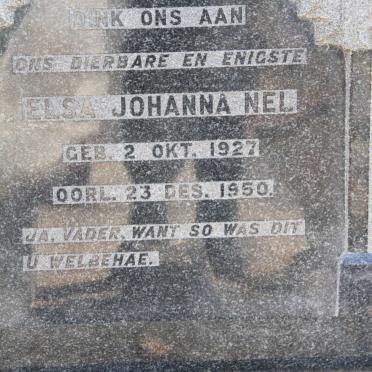 DINK ONS AAN
ONS DIERBARE EN ENIGSTE
ELSA JOHANNA NEL
GEB. 2 OKT. 1927
OORL. 23 DES. 1950.
JA, VADER, WANT SO WAS DIT
U WELBEHAE.